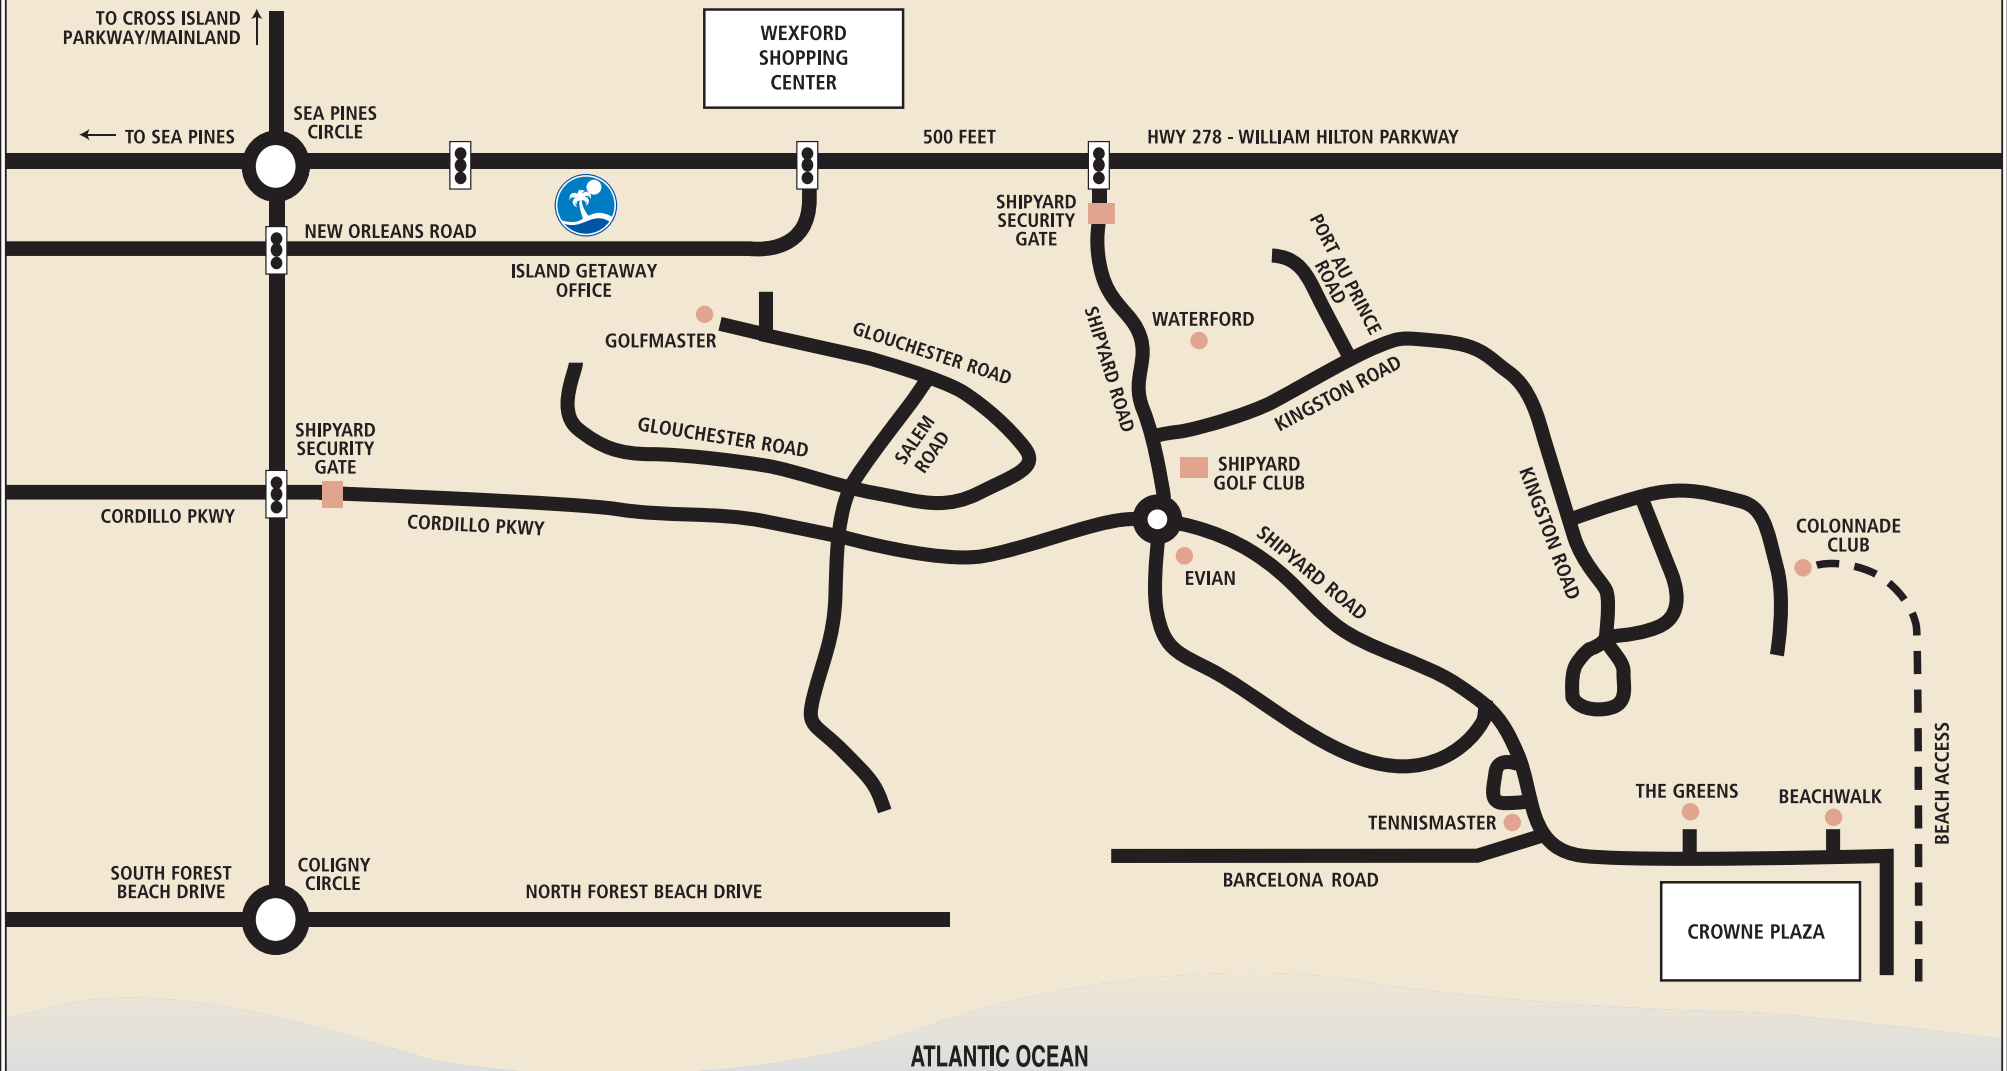 TO CROSS ISLAND
PARKWAY/MAINLAND
WEXFORD
SHOPPING
CENTER
SEA PINES
CIRCLE
TO SEA PINES
500 FEET
HWY 278 - WILLIAM HILTON PARKWAY
NEW ORLEANS ROAD
ISLAND GETAWAY
OFFICE
SHIPYARD
SECURITY
GATE
PORT AU PRINCE
ROAD
GOLFMASTER
GLOUCHESTER ROAD
SHIPYARD ROAD
WATERFORD
KINGSTON ROAD
GLOUCHESTER ROAD
SALEM
ROAD
SHIPYARD
SECURITY
GATE
SHIPYARD
GOLF CLUB
KINGSTON ROAD
CORDILLO PKWY
CORDILLO PKWY
COLONNADE
CLUB
EVIAN
SHIPYARD ROAD
BEACH ACCESS
THE GREENS
BEACHWALK
TENNISMASTER
SOUTH FOREST
BEACH DRIVE
COLIGNY
CIRCLE
NORTH FOREST BEACH DRIVE
BARCELONA ROAD
CROWNE PLAZA
ATLANTIC OCEAN